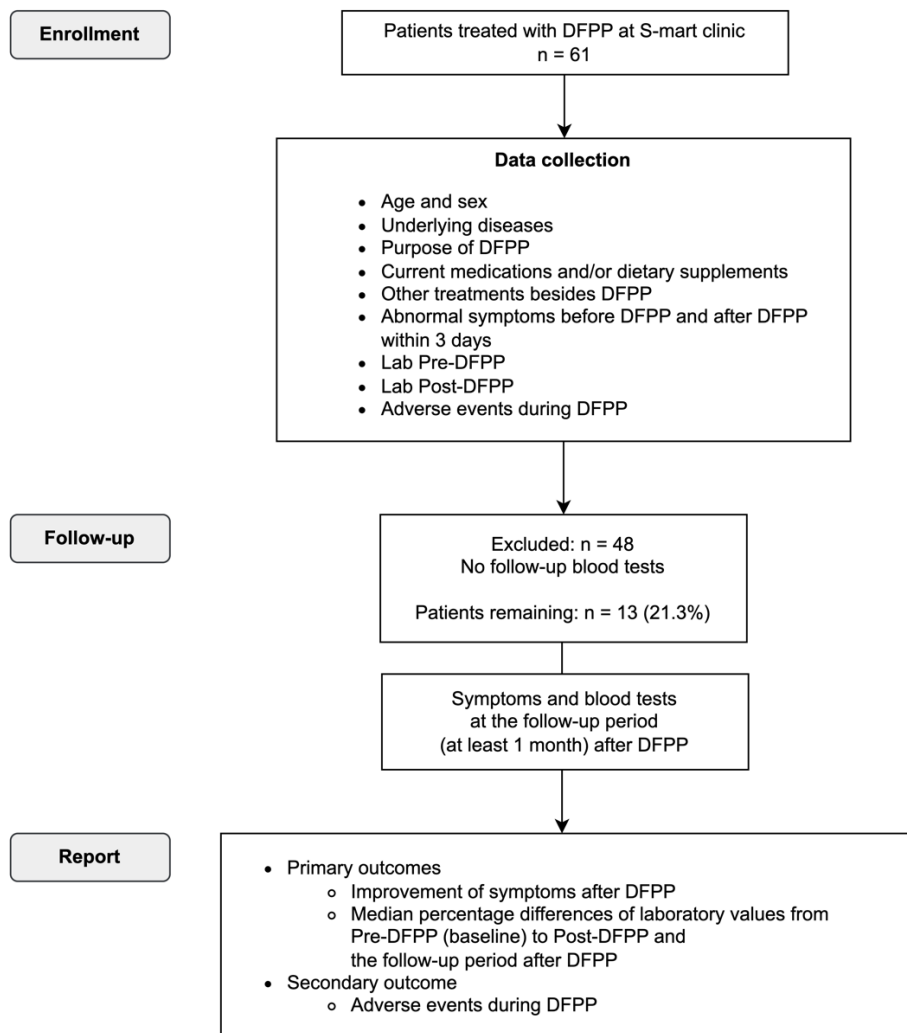 Enrollment
Patients treated with DFPP at S-mart clinic
n = 61
Data collection
• Age and sex
• Underlying diseases
• Purpose of DFPP
• Current medications and/or dietary supplements
• Other treatments besides DFPP
• Abnormal symptoms before DFPP and after DFPP
within 3 days
• Lab Pre-DFPP
• Lab Post-DFPP
• Adverse events during DFPP
Follow-up
Excluded: n = 48
No follow-up blood tests
Patients remaining: n = 13 (21.3%)
Symptoms and blood tests
at the follow-up period
(at least 1 month) after DFPP
Report
• Primary outcomes
o Improvement of symptoms after DFPP
o Median percentage differences of laboratory values from
Pre-DFPP (baseline) to Post-DFPP and
the follow-up period after DFPP
• Secondary outcome
o Adverse events during DFPP